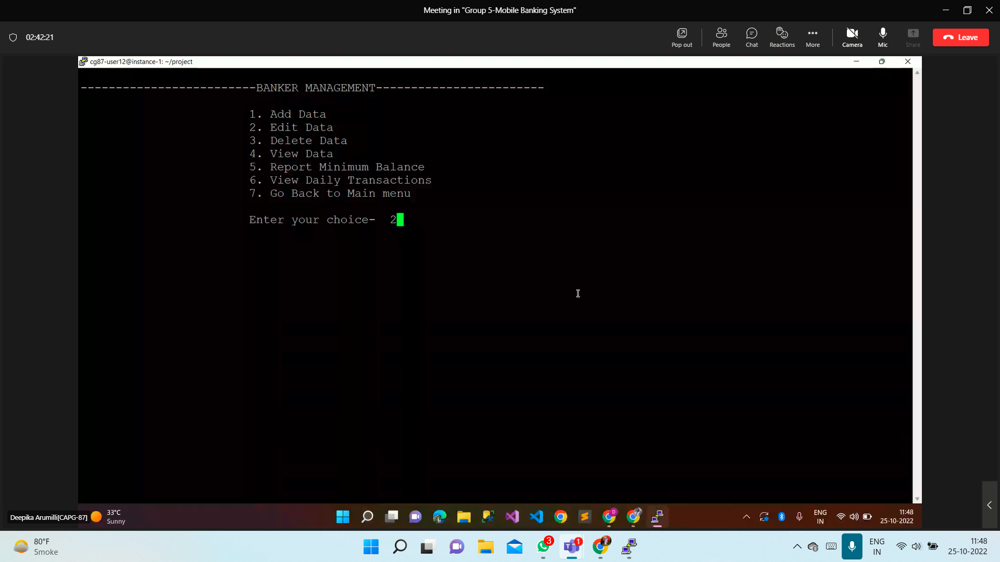 Meeting in "Group 5-Mobile Banking System"
02:42:21
Pop out
People
Chat
Reactions
More
Camera
Mic
Share
Leave
cg87-user12@instance-1: ~/project
-------------------------BANKER MANAGEMENT------------------------
1. Add Data
2. Edit Data
3. Delete Data
4. View Data
5. Report Minimum Balance
6. View Daily Transactions
7. Go Back to Main menu
Enter your choice-  2
Deepika Arumilli[CAPG-87]
33°C
Sunny
D
ENG
IN
11:48
25-10-2022
80°F
Smoke
3
1
ENG
IN
11:48
25-10-2022